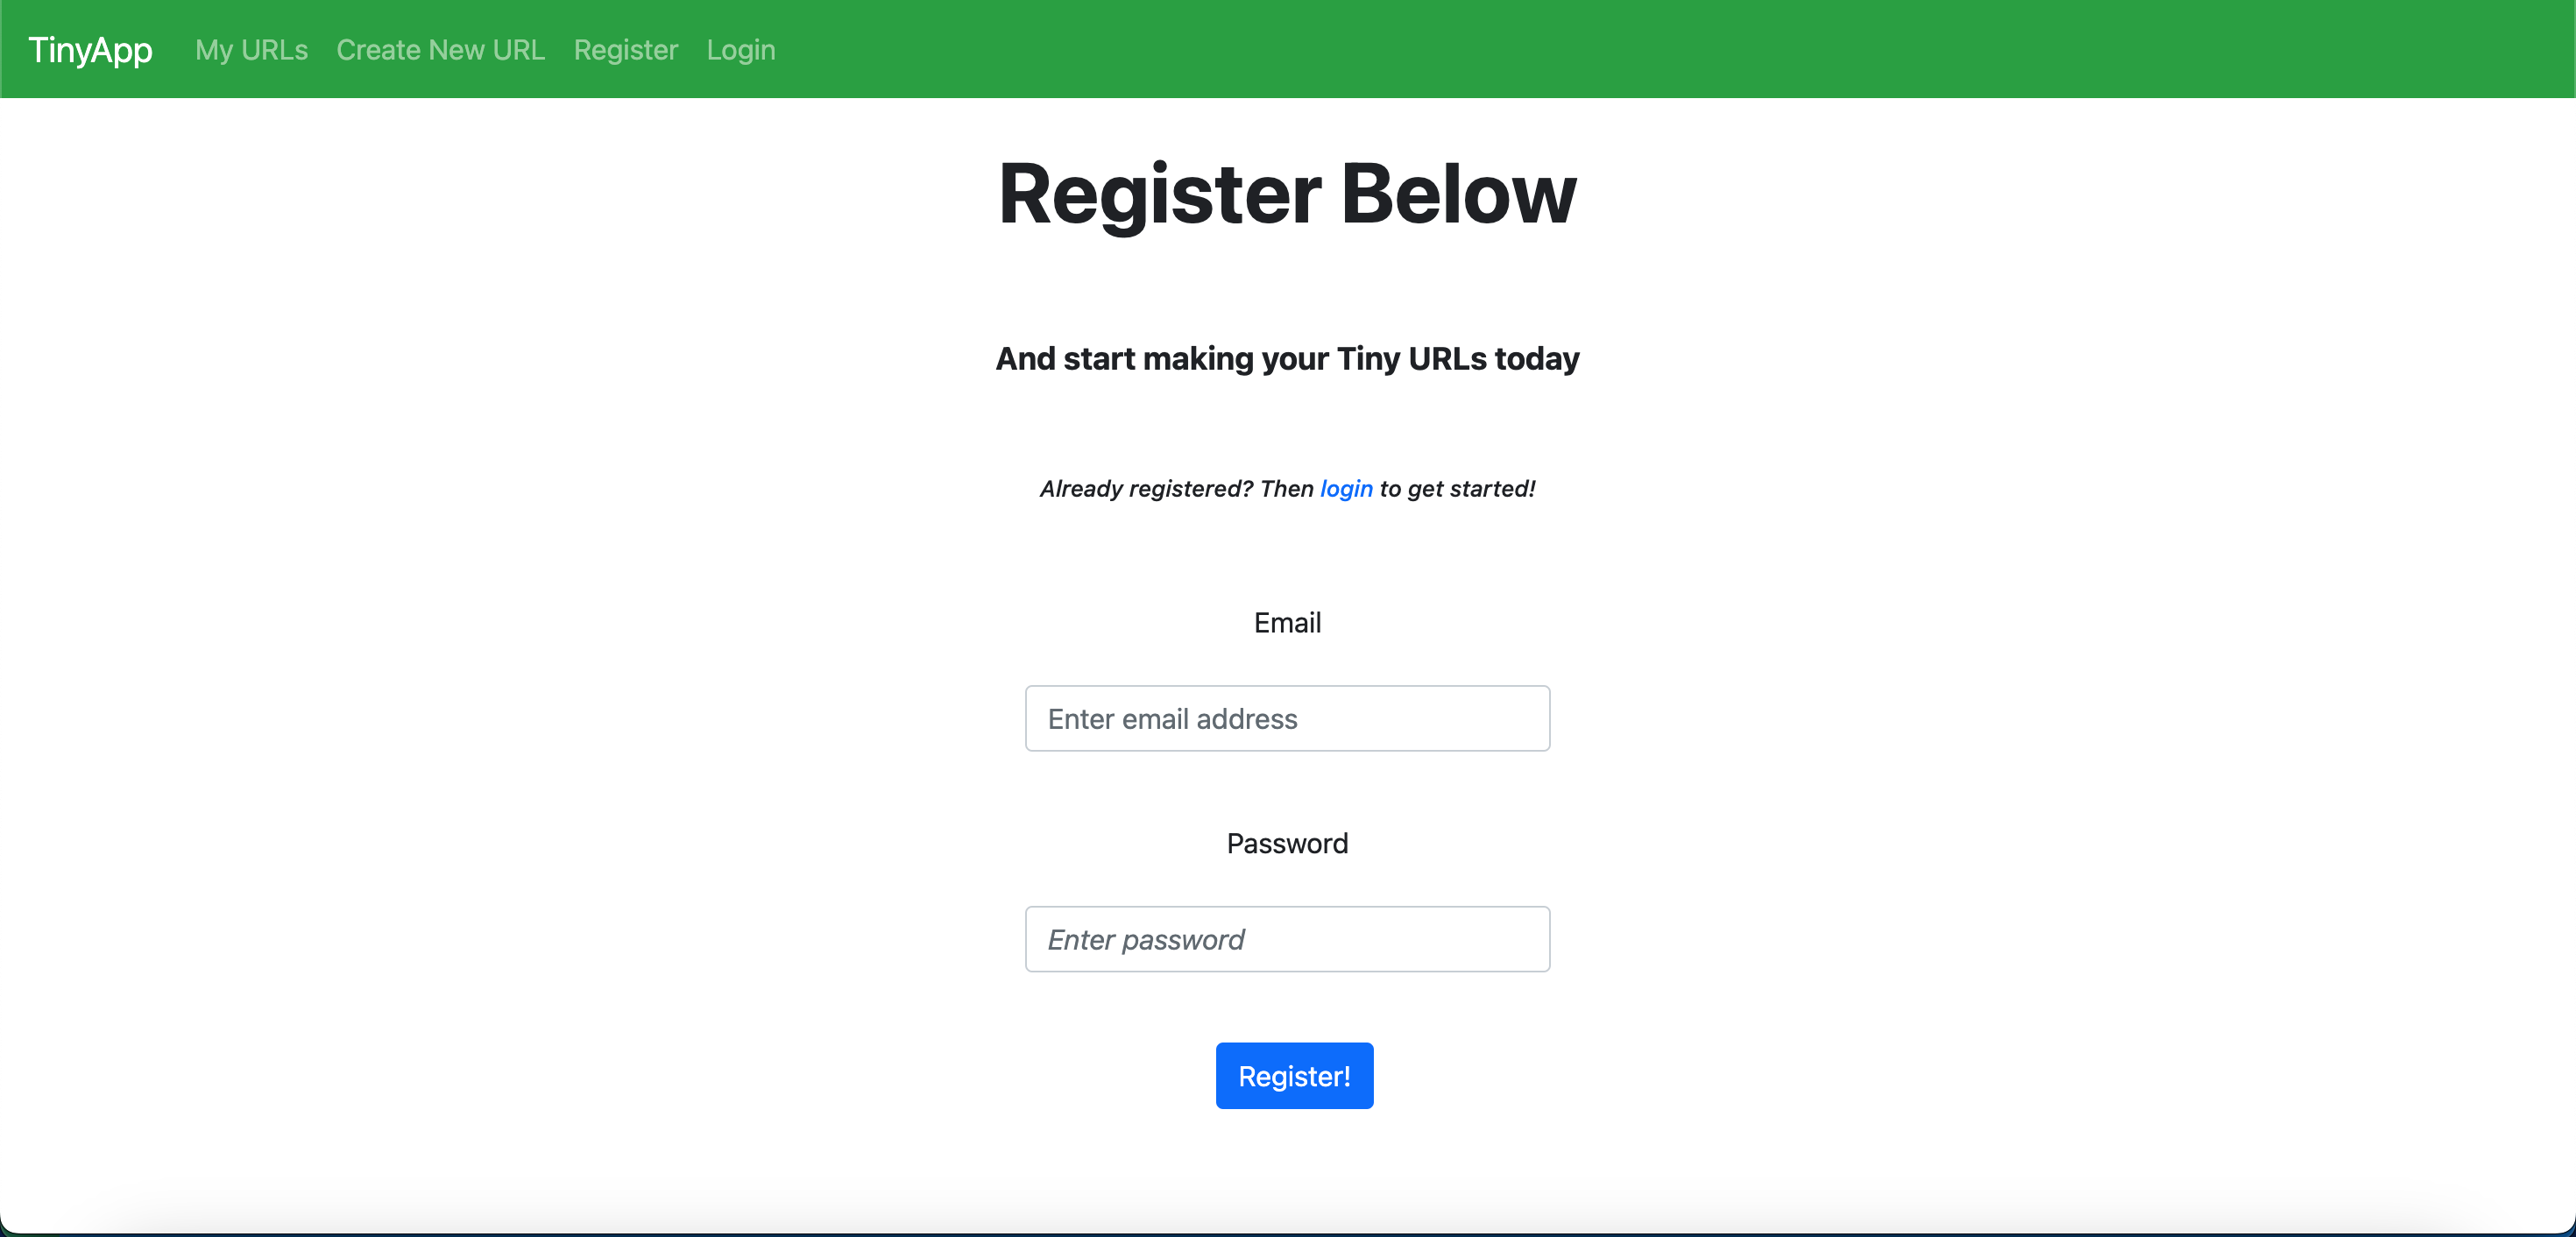 TinyApp My URLs Create New URL Register Login
Register Below
And start making your Tiny URLs today
Already registered? Then login to get started!
Email
Enter email address
Password
Enter password
Register!